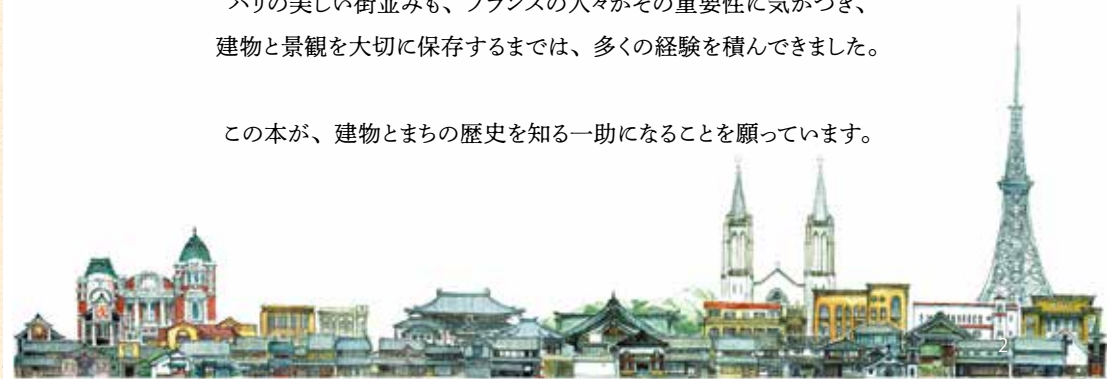 パリの美しい街並みも、フランスの人々がその重要性に気がつき、
建物と景観を大切に保存するまでは、多くの経験を積んできました。
この本が、建物とまちの歴史を知る一助になることを願っています。
2